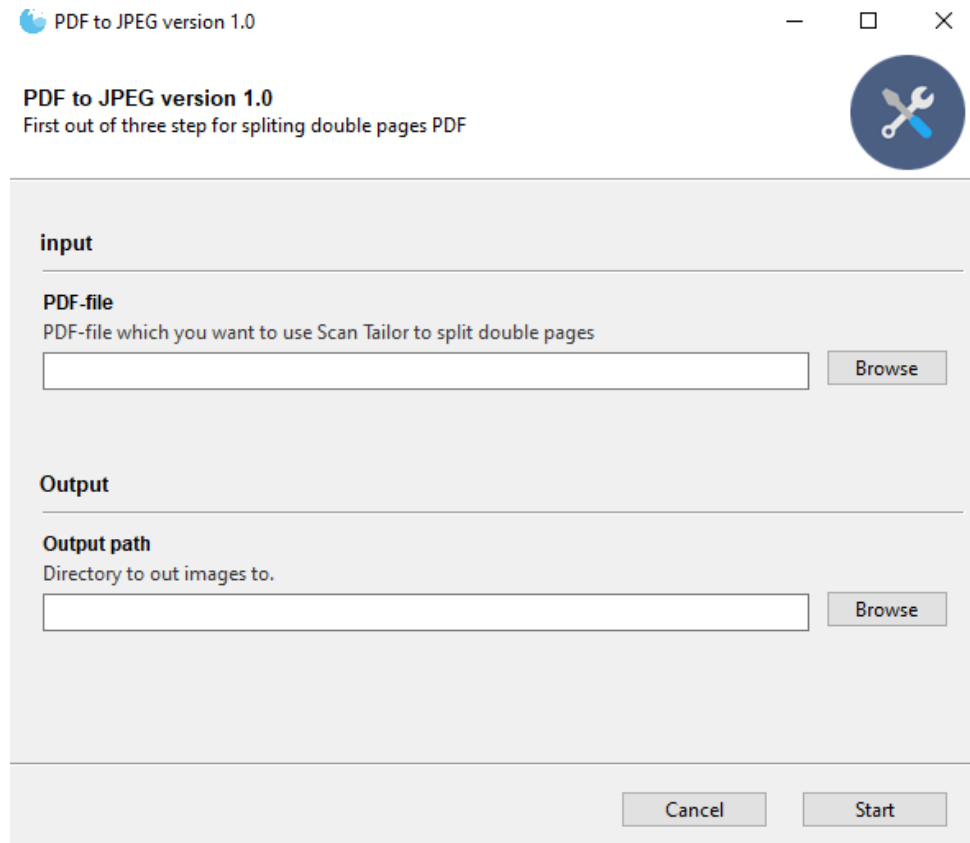 PDF to JPEG version 1.0
PDF to JPEG version 1.0
First out of three step for spliting double pages PDF
input
PDF-file
PDF-file which you want to use Scan Tailor to split double pages
Browse
Output
Output path
Directory to out images to.
Browse
Cancel Start